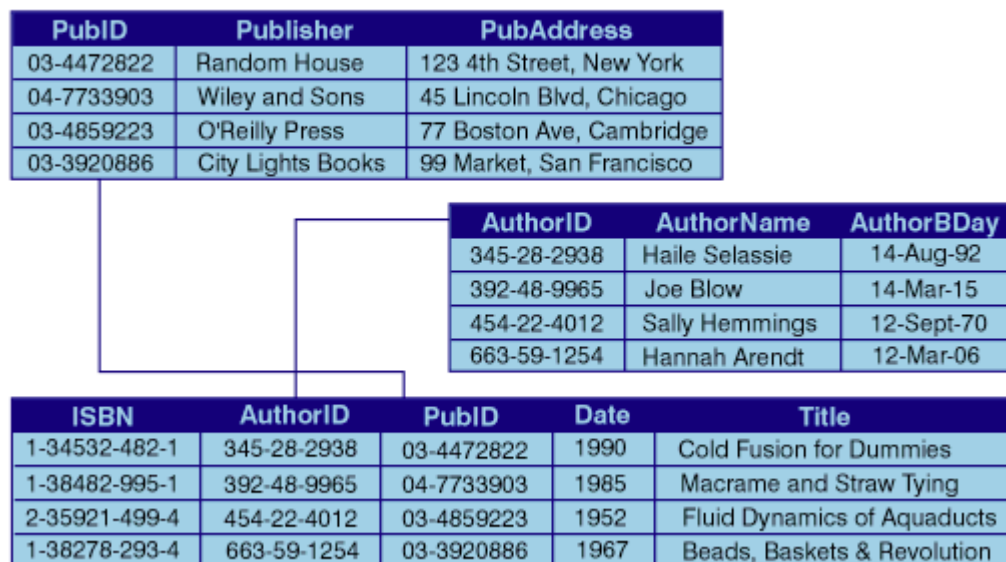 PubID Publisher PubAddress
03-4472822 Random House 123 4th Street, New York
04-7733903 Wiley and Sons 45 Lincoln Blvd, Chicago
03-4859223 O'Reilly Press 77 Boston Ave, Cambridge
03-3920886 City Lights Books 99 Market, San Francisco
AuthorID AuthorName AuthorBDay
345-28-2938 Haile Selassie 14-Aug-92
392-48-9965 Joe Blow 14-Mar-15
454-22-4012 Sally Hemmings 12-Sept-70
663-59-1254 Hannah Arendt 12-Mar-06
ISBN AuthorID PubID Date Title
1-34532-482-1 345-28-2938 03-4472822 1990 Cold Fusion for Dummies
1-38482-995-1 392-48-9965 04-7733903 1985 Macrame and Straw Tying
2-35921-499-4 454-22-4012 03-4859223 1952 Fluid Dynamics of Aquaducts
1-38278-293-4 663-59-1254 03-3920886 1967 Beads, Baskets & Revolution